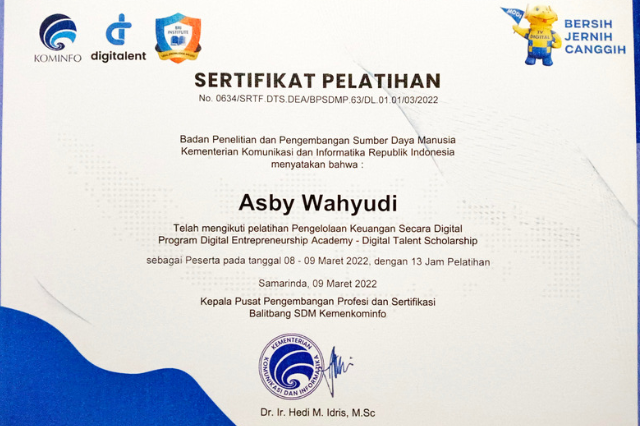 KOMINFO
digitalent
BERSIH
JERNIH
CANGGIH
SERTIFIKAT PELATIHAN
No. 0634/SRTF.DTS.DEA/BPSDMP.63/DL.01.01/03/2022
Badan Penelitian dan Pengembangan Sumber Daya Manusia
Kementerian Komunikasi dan Informatika Republik Indonesia
menyatakan bahwa :
Asby Wahyudi
Telah mengikuti pelatihan Pengelolaan Keuangan Secara Digital
Program Digital Entrepreneurship Academy - Digital Talent Scholarship
sebagai Peserta pada tanggal 08 - 09 Maret 2022, dengan 13 Jam Pelatihan
Samarinda, 09 Maret 2022
Kepala Pusat Pengembangan Profesi dan Sertifikasi
Balitbang SDM Kemenkominfo
KEMENTERIAN
KOMUNIKASI DAN INFORMATIKA
Dr. Ir. Hedi M. Idris, M.Sc